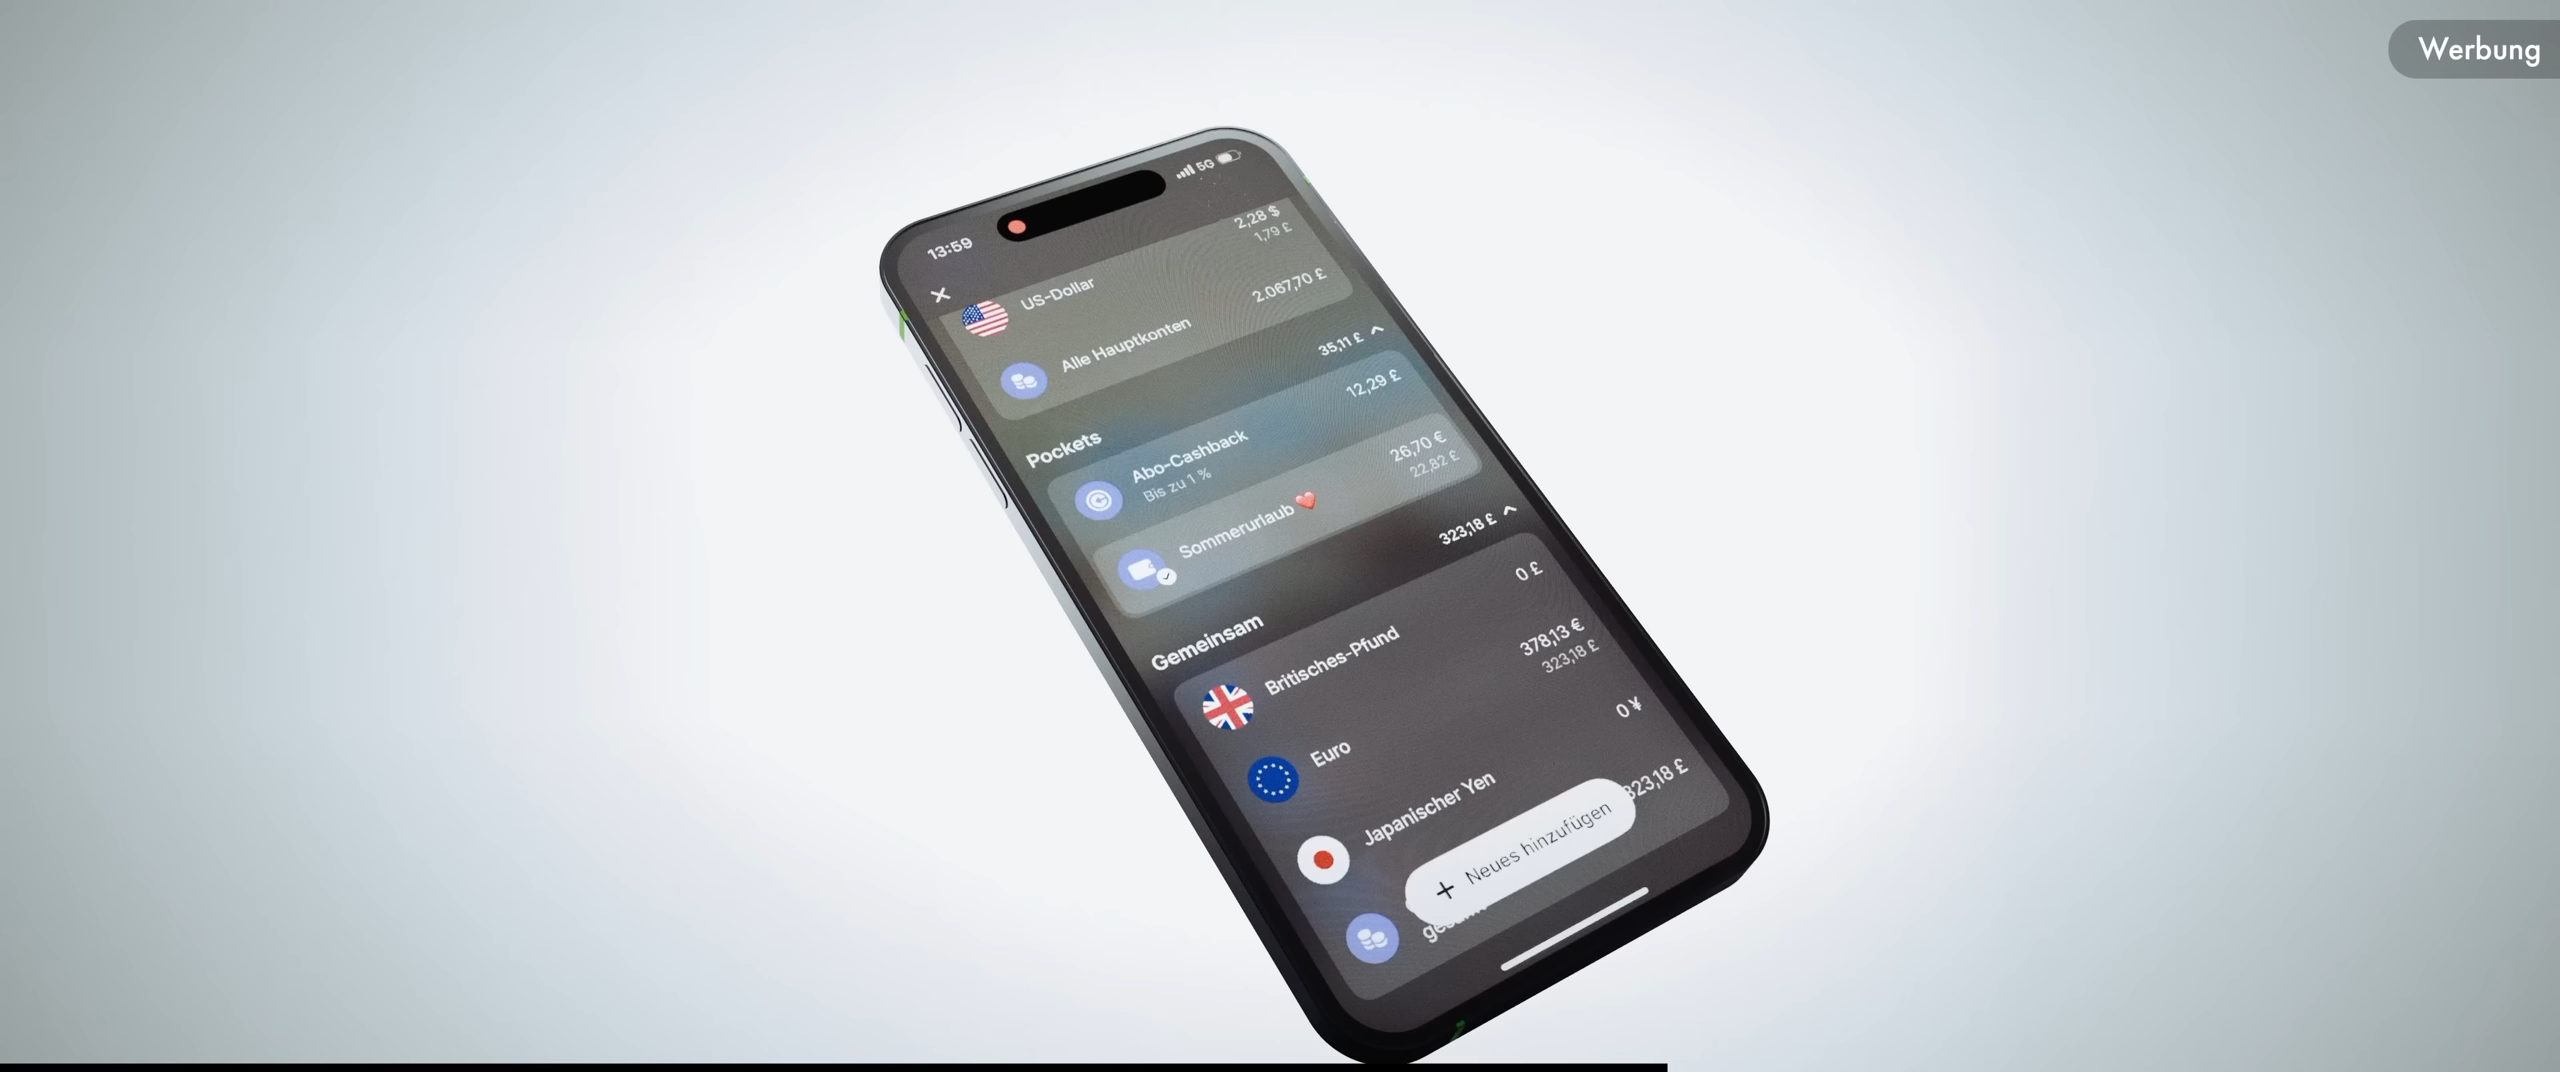 Werbung
13:59
5G
US-Dollar
2,28 $
1,79 £
Alle Hauptkonten
2.067,70 £
Pockets
35,11 £
Abo-Cashback
12,29 £
Bis zu 1 %
Sommerurlaub ❤️
26,70 €
22,82 £
Gemeinsam
323,18 £
Britisches-Pfund
0 £
Euro
378,13 €
323,18 £
Japanischer Yen
0 ¥
323,18 £
+ Neues hinzufügen